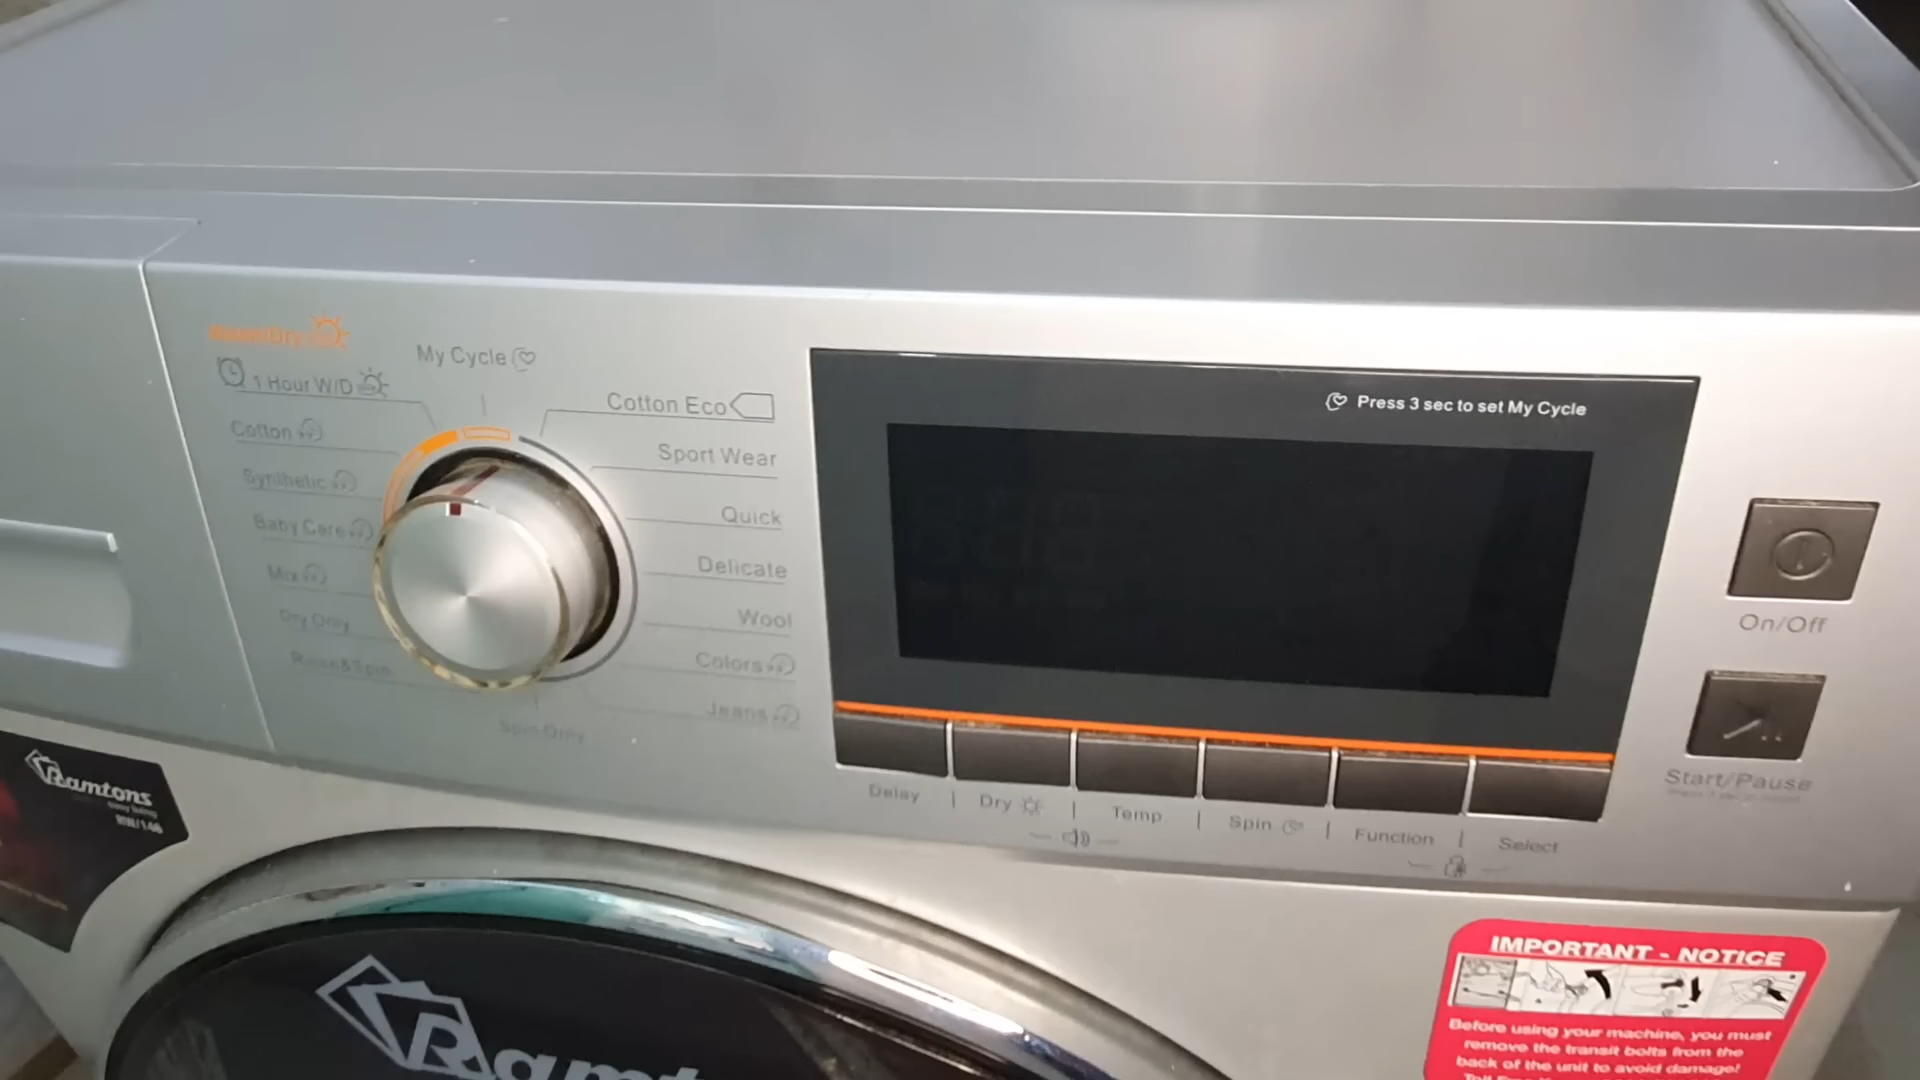 My Cycle
1 Hour W/D
Cotton
Synthetic
Baby Care
Mix
Dry Only
Rinse&Spin
Spin Only
Cotton Eco
Sport Wear
Quick
Delicate
Wool
Colors
Jeans
Press 3 sec to set My Cycle
On/Off
Start/Pause
Delay
Dry
Temp
Spin
Function
Select
Ramtons
RW/146
Ramt
IMPORTANT - NOTICE
Before using your machine, you must
remove the transit bolts from the
back of the unit to avoid damage!